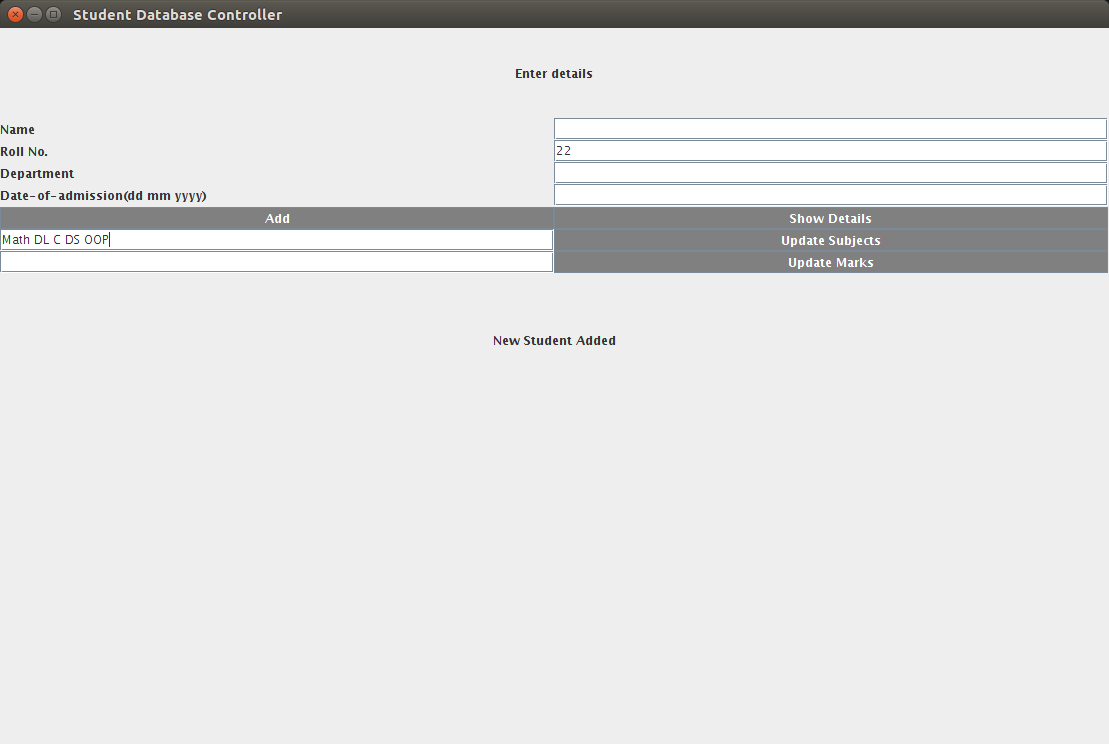 Student Database Controller
Enter details
Name
Roll No. 22
Department
Date-of-admission(dd mm yyyy)
Add Show Details
Math DL C DS OOP Update Subjects
Update Marks
New Student Added